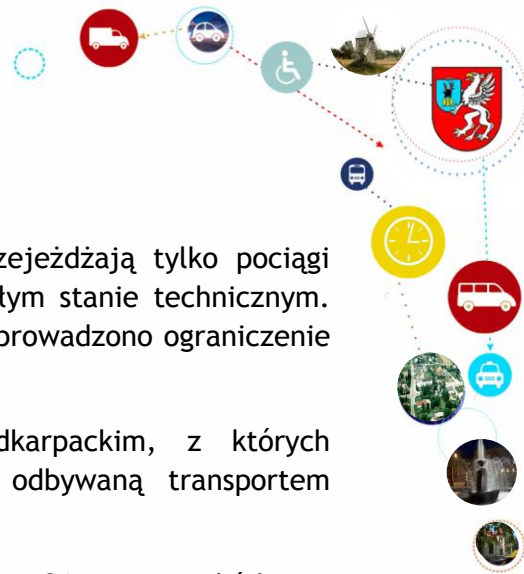 zejeżdżają tylko pociągi
łym stanie technicznym.
prowadzono ograniczenie
dkarpackim, z których
odbywaną transportem